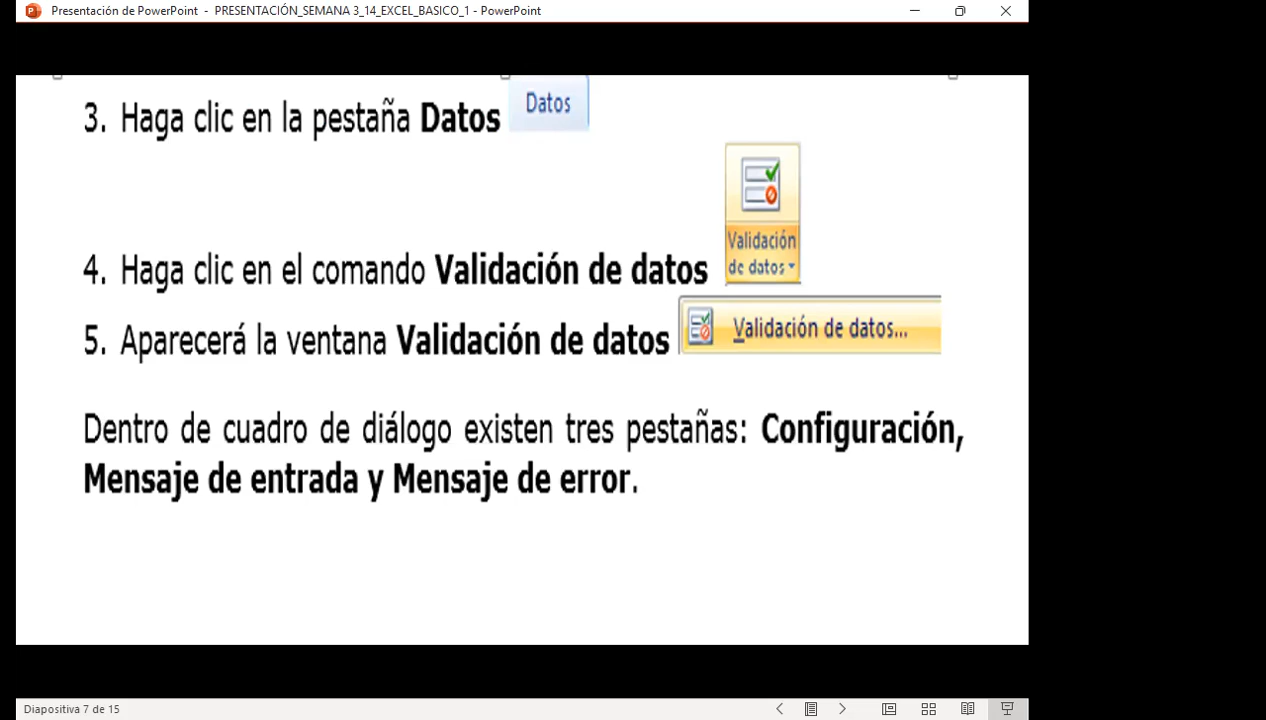 Presentación de PowerPoint - PRESENTACIÓN_SEMANA 3_14_EXCEL_BASICO_1 - PowerPoint
3. Haga clic en la pestaña Datos Datos
Validación
de datos
4. Haga clic en el comando Validación de datos
5. Aparecerá la ventana Validación de datos Validación de datos...
Dentro de cuadro de diálogo existen tres pestañas: Configuración,
Mensaje de entrada y Mensaje de error.
Diapositiva 7 de 15